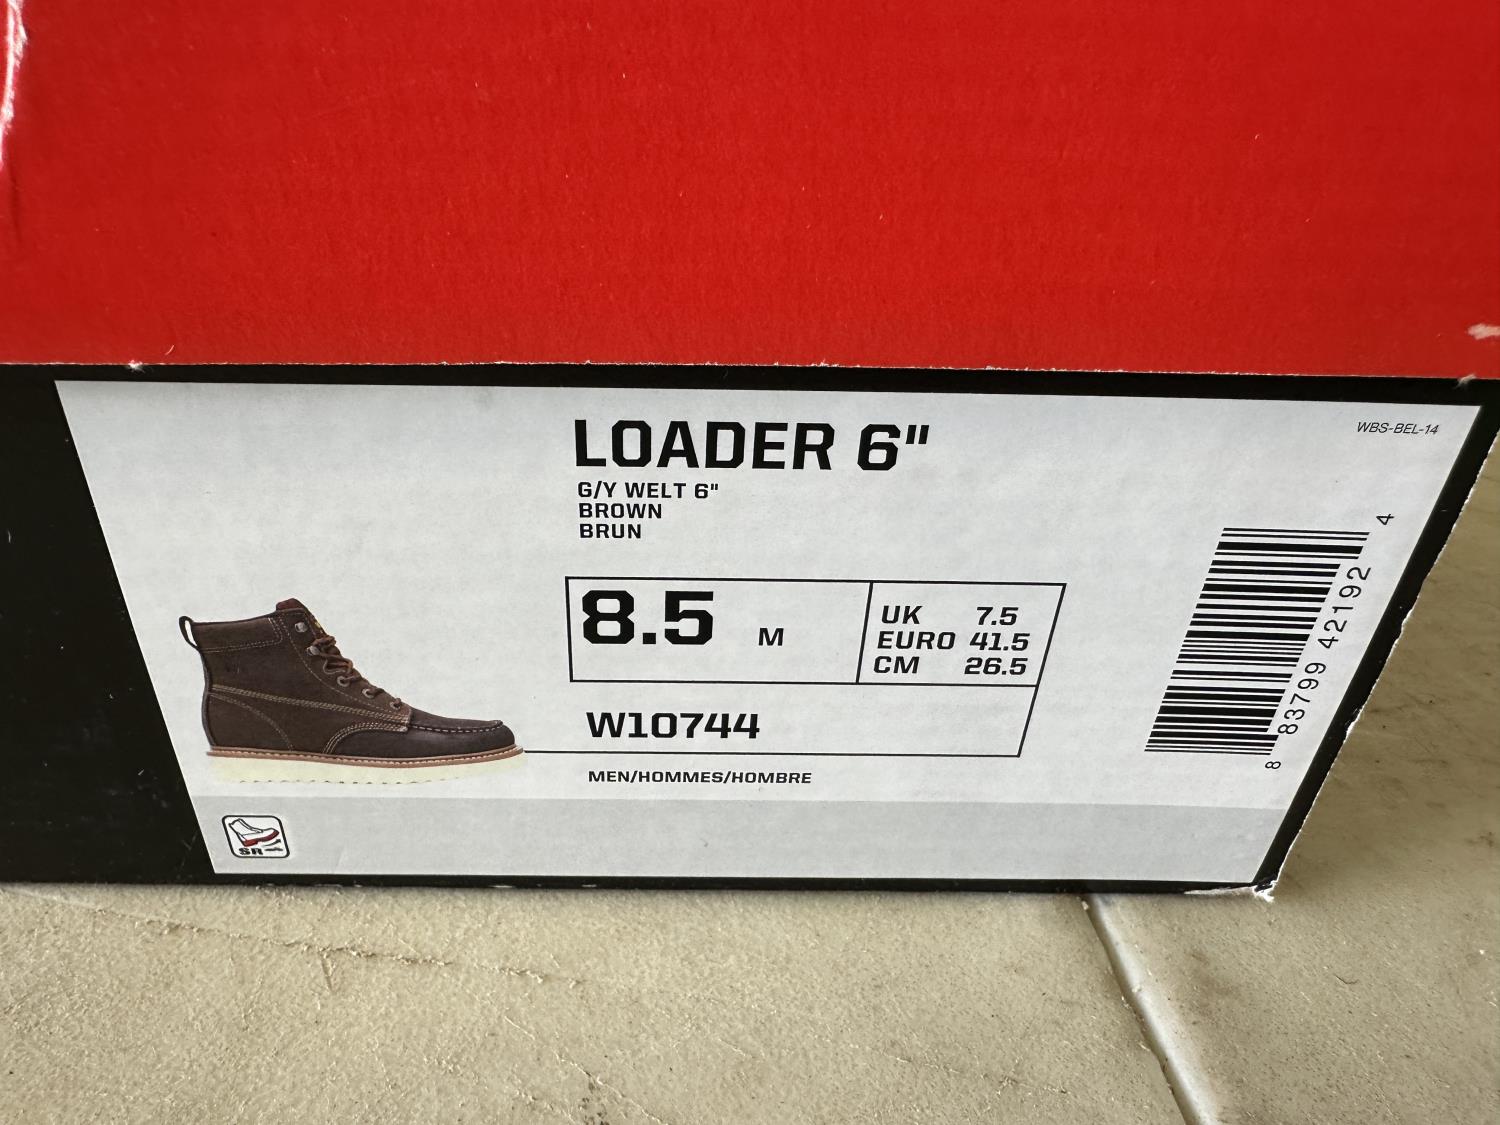 LOADER 6"
WBS-BEL-14
G/Y WELT 6"
BROWN
BRUN
8.5 M
UK 7.5
EURO 41.5
CM 26.5
W10744
MEN/HOMMES/HOMBRE
8 83799 42192 4
SR